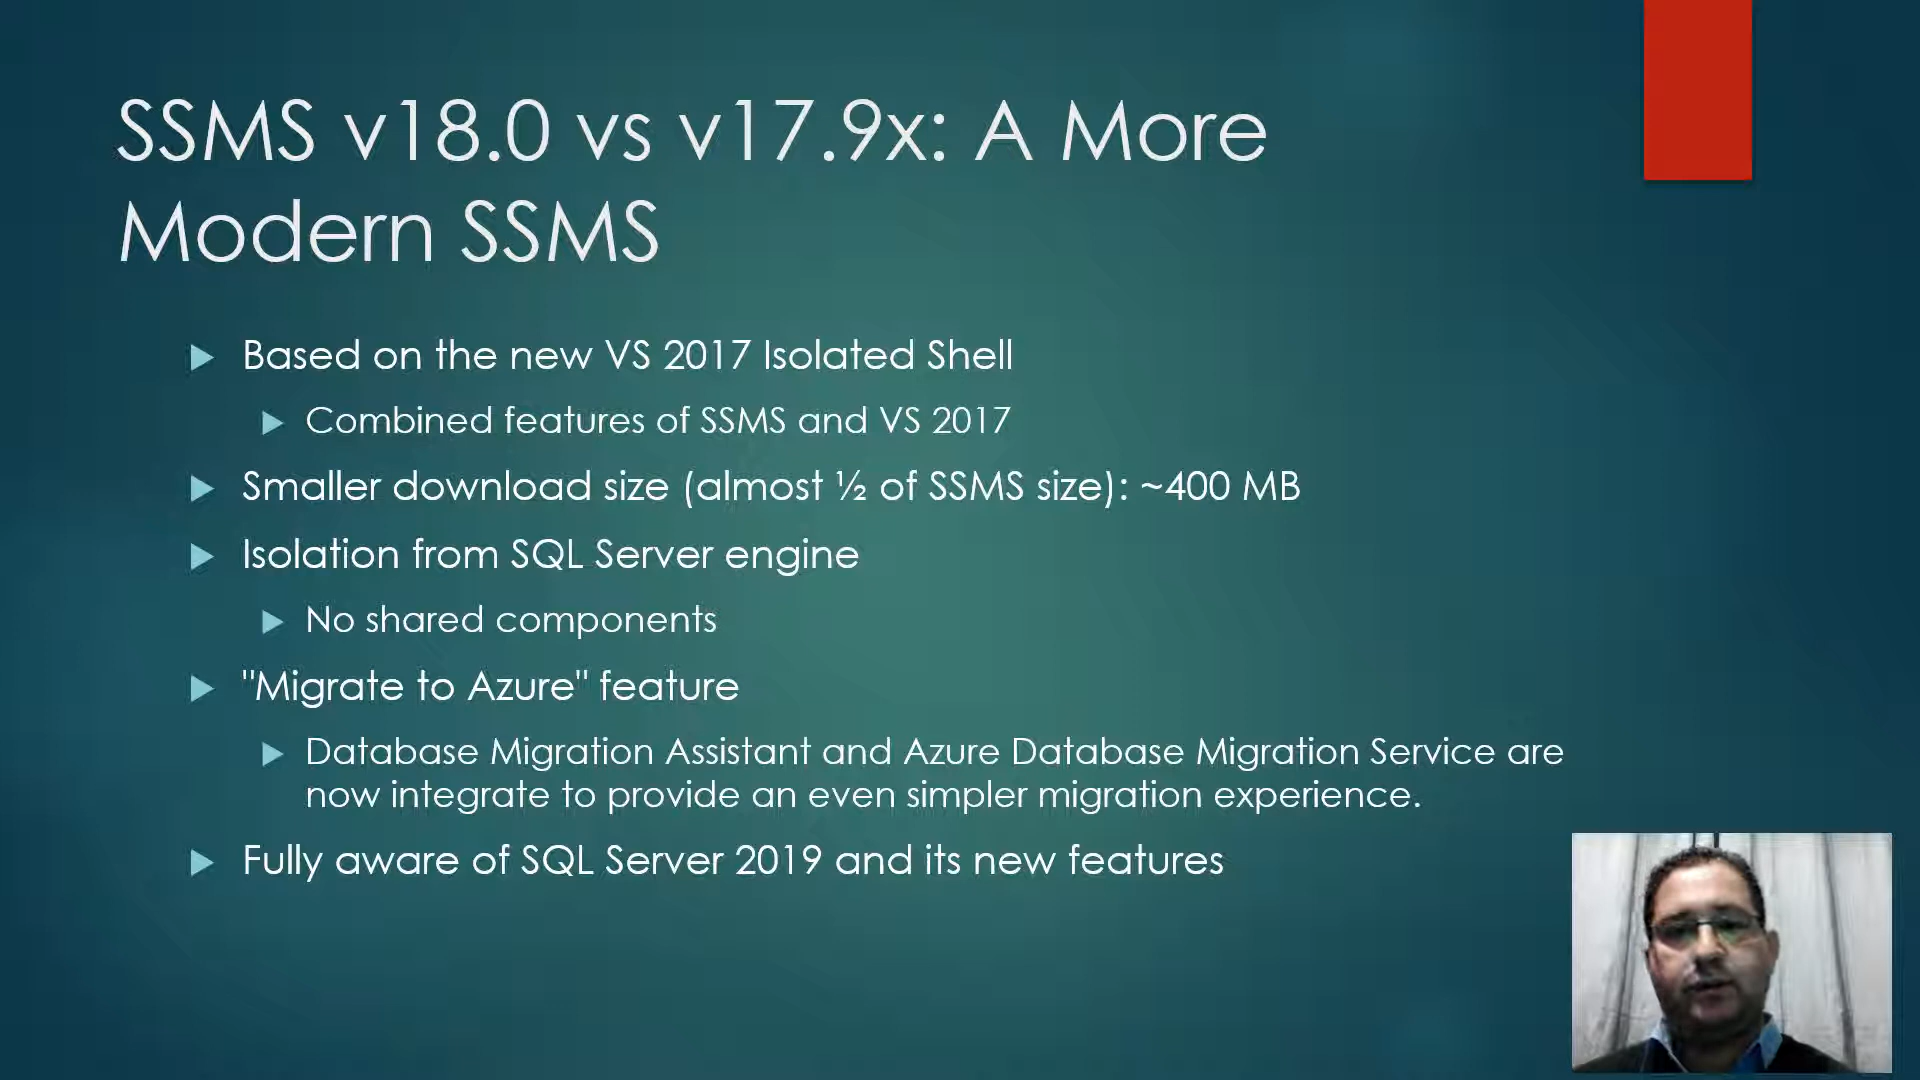 SSMS v18.0 vs v17.9x: A More
Modern SSMS
Based on the new VS 2017 Isolated Shell
Combined features of SSMS and VS 2017
Smaller download size (almost ½ of SSMS size): ~400 MB
Isolation from SQL Server engine
No shared components
"Migrate to Azure" feature
Database Migration Assistant and Azure Database Migration Service are
now integrate to provide an even simpler migration experience.
Fully aware of SQL Server 2019 and its new features